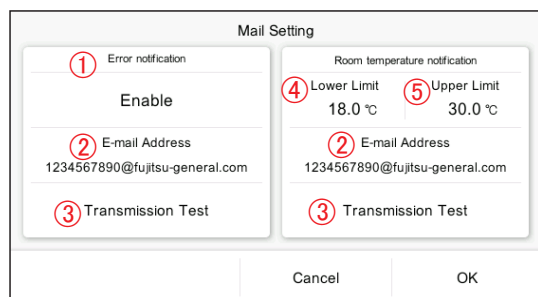 Mail Setting
① Error notification
Enable
② E-mail Address
1234567890@fujitsu-general.com
③ Transmission Test
Room temperature notification
④ Lower Limit ⑤ Upper Limit
18.0 ℃ 30.0 ℃
② E-mail Address
1234567890@fujitsu-general.com
③ Transmission Test
Cancel OK